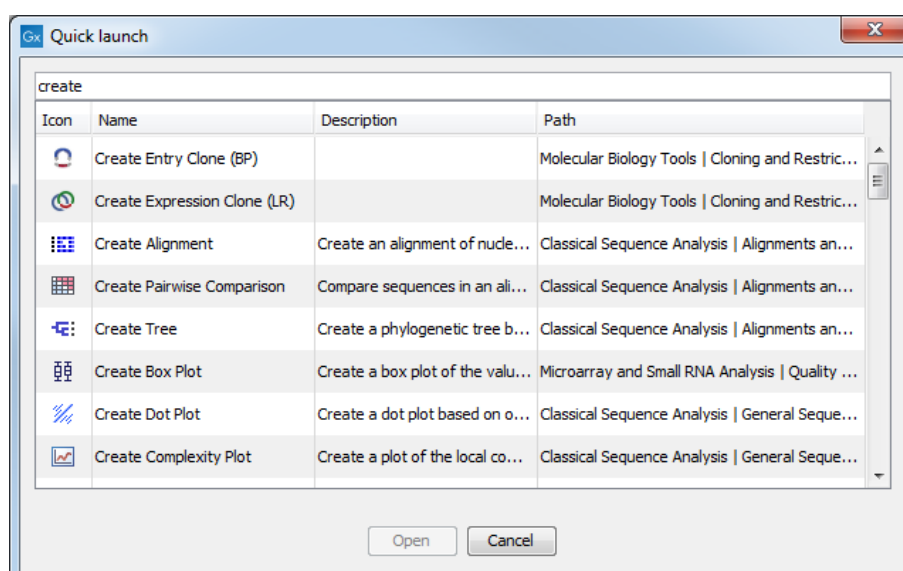 Gx Quick launch
create
Icon Name Description Path
Create Entry Clone (BP) Molecular Biology Tools | Cloning and Restric...
Create Expression Clone (LR) Molecular Biology Tools | Cloning and Restric...
Create Alignment Create an alignment of nucle... Classical Sequence Analysis | Alignments an...
Create Pairwise Comparison Compare sequences in an ali... Classical Sequence Analysis | Alignments an...
Create Tree Create a phylogenetic tree b... Classical Sequence Analysis | Alignments an...
Create Box Plot Create a box plot of the valu... Microarray and Small RNA Analysis | Quality ...
Create Dot Plot Create a dot plot based on o... Classical Sequence Analysis | General Seque...
Create Complexity Plot Create a plot of the local co... Classical Sequence Analysis | General Seque...
Open Cancel